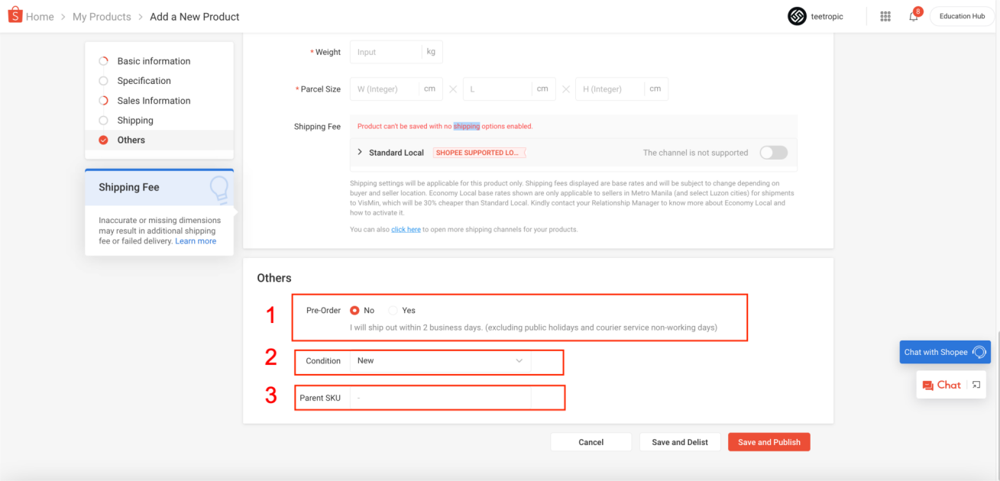 Home > My Products > Add a New Product
teetropic
8
Education Hub
Basic information
Specification
Sales Information
Shipping
Others
Shipping Fee
Inaccurate or missing dimensions
may result in additional shipping
fee or failed delivery. Learn more
* Weight Input kg
* Parcel Size W (Integer) cm × L cm × H (Integer) cm
Shipping Fee Product can't be saved with no shipping options enabled.
> Standard Local SHOPEE SUPPORTED LO... The channel is not supported
Shipping settings will be applicable for this product only. Shipping fees displayed are base rates and will be subject to change depending on
buyer and seller location. Economy Local base rates shown are only applicable to sellers in Metro Manila (and select Luzon cities) for shipments
to VisMin, which will be 30% cheaper than Standard Local. Kindly contact your Relationship Manager to know more about Economy Local and
how to activate it.
You can also click here to open more shipping channels for your products.
Others
1 Pre-Order No Yes
I will ship out within 2 business days. (excluding public holidays and courier service non-working days)
2 Condition New
3 Parent SKU -
Cancel Save and Delist Save and Publish
Chat with Shopee
Chat